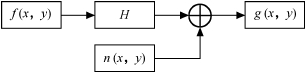 f(x, y)
H
g(x, y)
n(x, y)